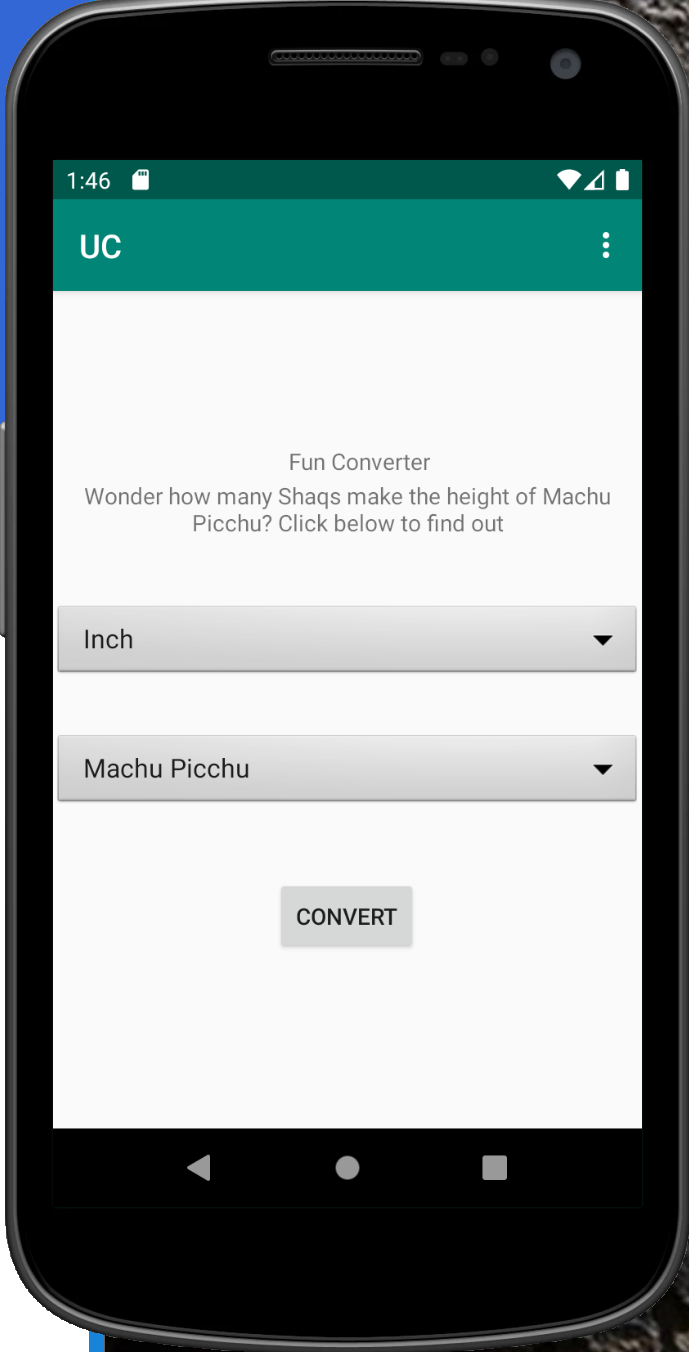 1:46
UC
Fun Converter
Wonder how many Shaqs make the height of Machu
Picchu? Click below to find out
Inch
Machu Picchu
CONVERT